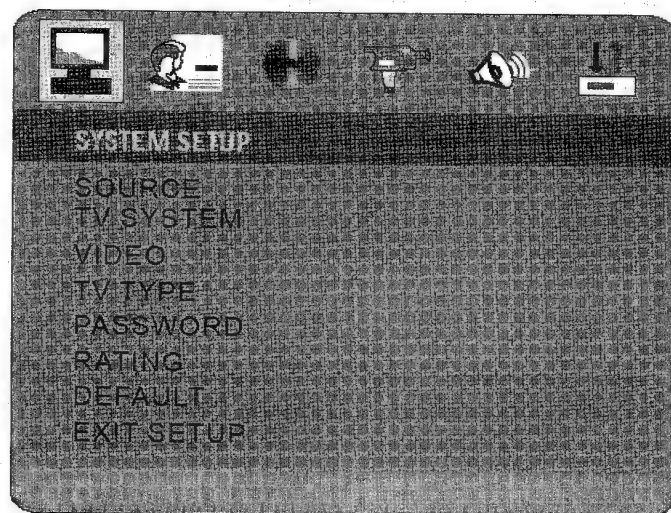 SYSTEM SETUP
SOURCE
TV SYSTEM
VIDEO
TV TYPE
PASSWORD
RATING
DEFAULT
EXIT SETUP